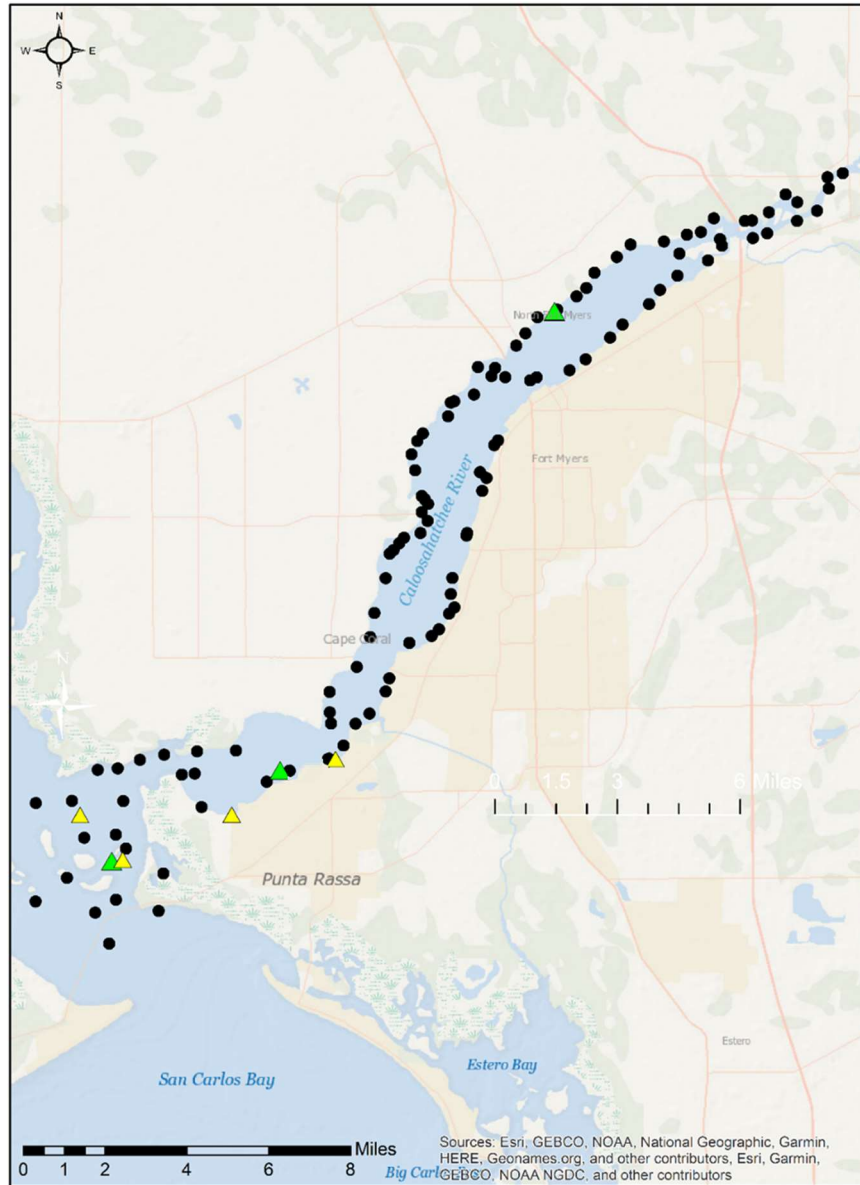 N
W E
S
North Fort Myers
Fort Myers
Caloosahatchee River
Cape Coral
N
0 1.5 3 6 Miles
Punta Rassa
Estero
Estero Bay
San Carlos Bay
Miles
0 1 2 4 6 8
Big Carlos
Sources: Esri, GEBCO, NOAA, National Geographic, Garmin,
HERE, Geonames.org, and other contributors, Esri, Garmin,
GEBCO, NOAA NGDC, and other contributors